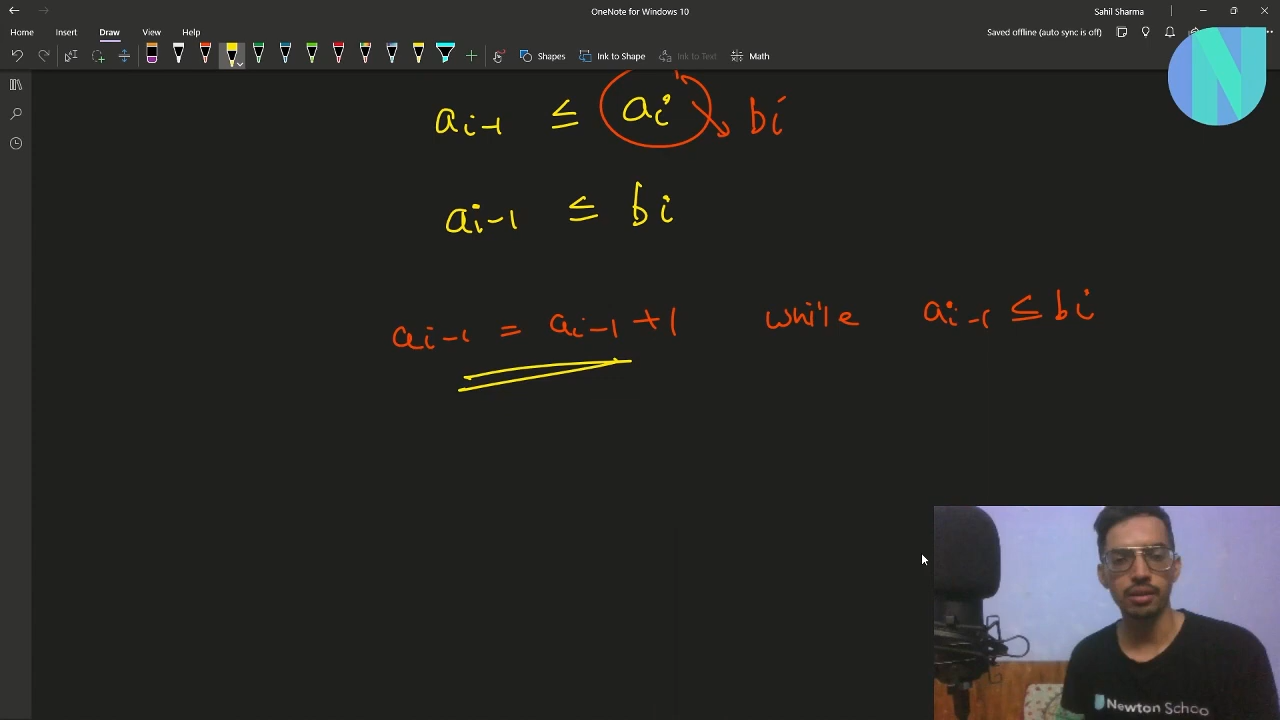 OneNote for Windows 10
Sahil Sharma
Home Insert Draw View Help
Saved offline (auto sync is off)
Shapes Ink to Shape Ink to Text Math
N
aᵢ₋₁ ≤ aᵢ bᵢ
aᵢ₋₁ ≤ bᵢ
aᵢ₋₁ = aᵢ₋₁ + 1 while aᵢ₋₁ ≤ bᵢ
Newton School